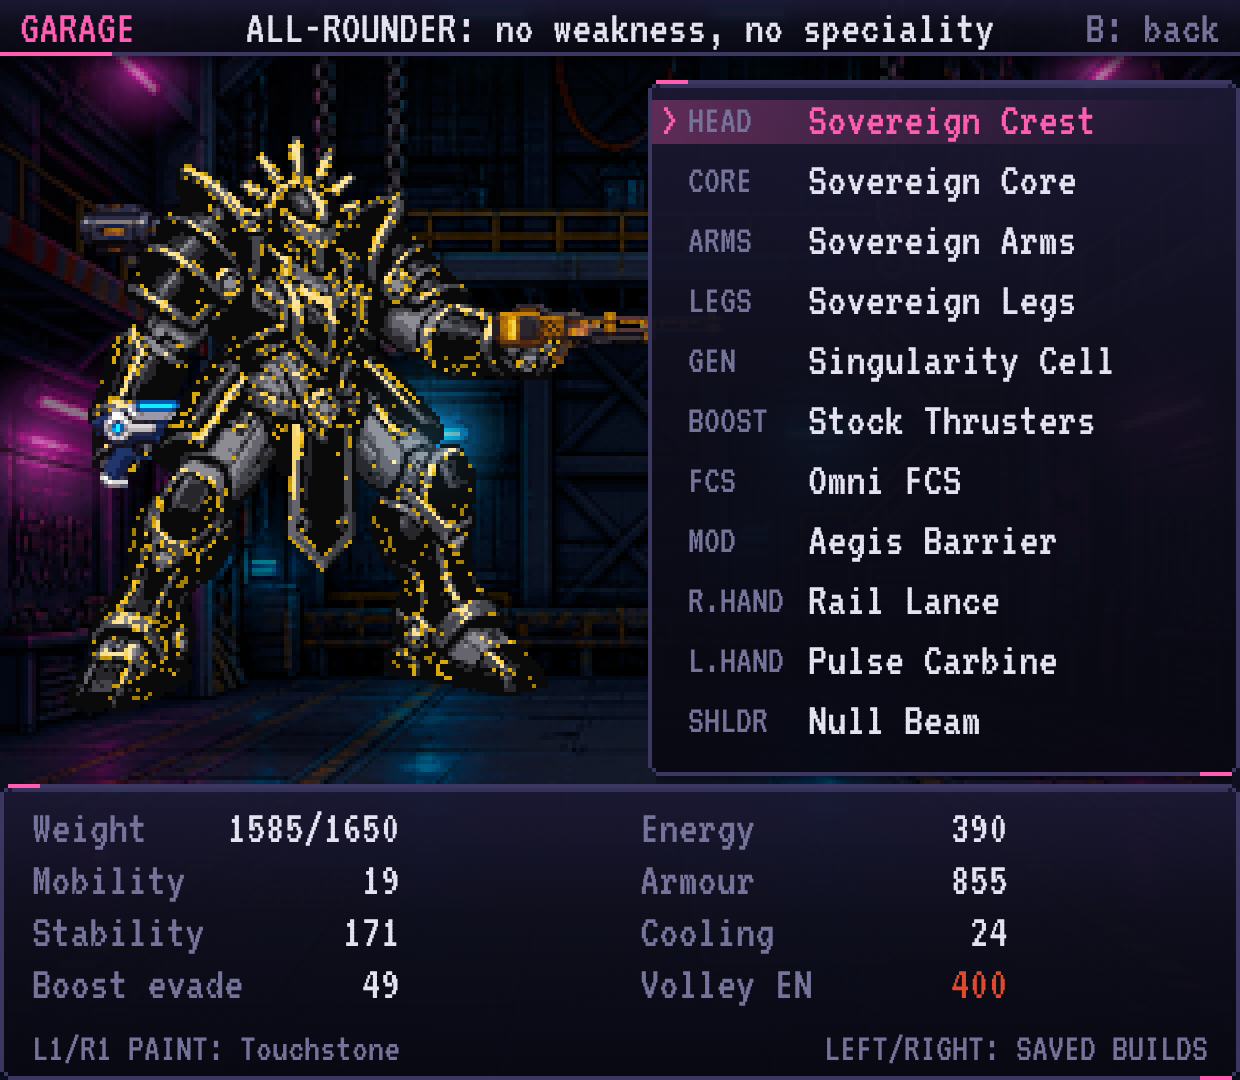 GARAGE ALL-ROUNDER: no weakness, no speciality B: back
HEAD Sovereign Crest
CORE Sovereign Core
ARMS Sovereign Arms
LEGS Sovereign Legs
GEN Singularity Cell
BOOST Stock Thrusters
FCS Omni FCS
MOD Aegis Barrier
R.HAND Rail Lance
L.HAND Pulse Carbine
SHLDR Null Beam
Weight 1585/1650 Energy 390
Mobility 19 Armour 855
Stability 171 Cooling 24
Boost evade 49 Volley EN 400
L1/R1 PAINT: Touchstone LEFT/RIGHT: SAVED BUILDS